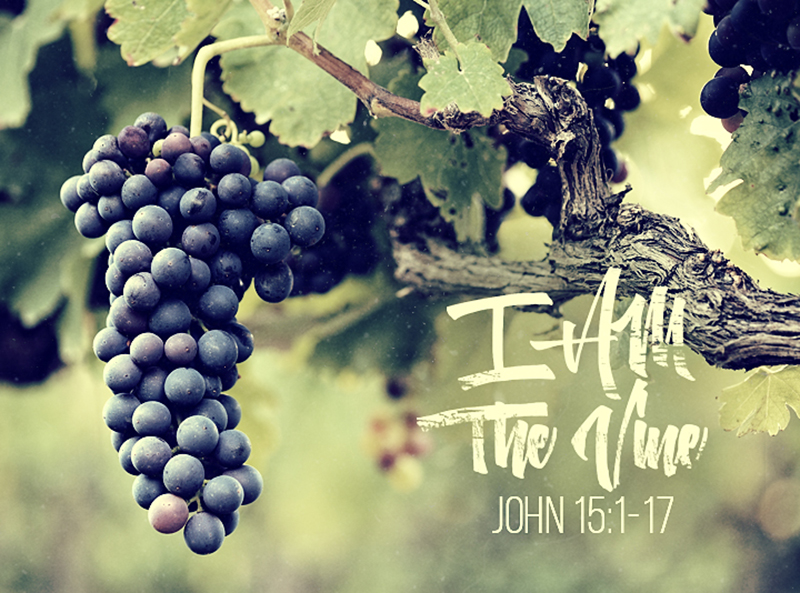 I AM
The Vine
JOHN 15:1-17